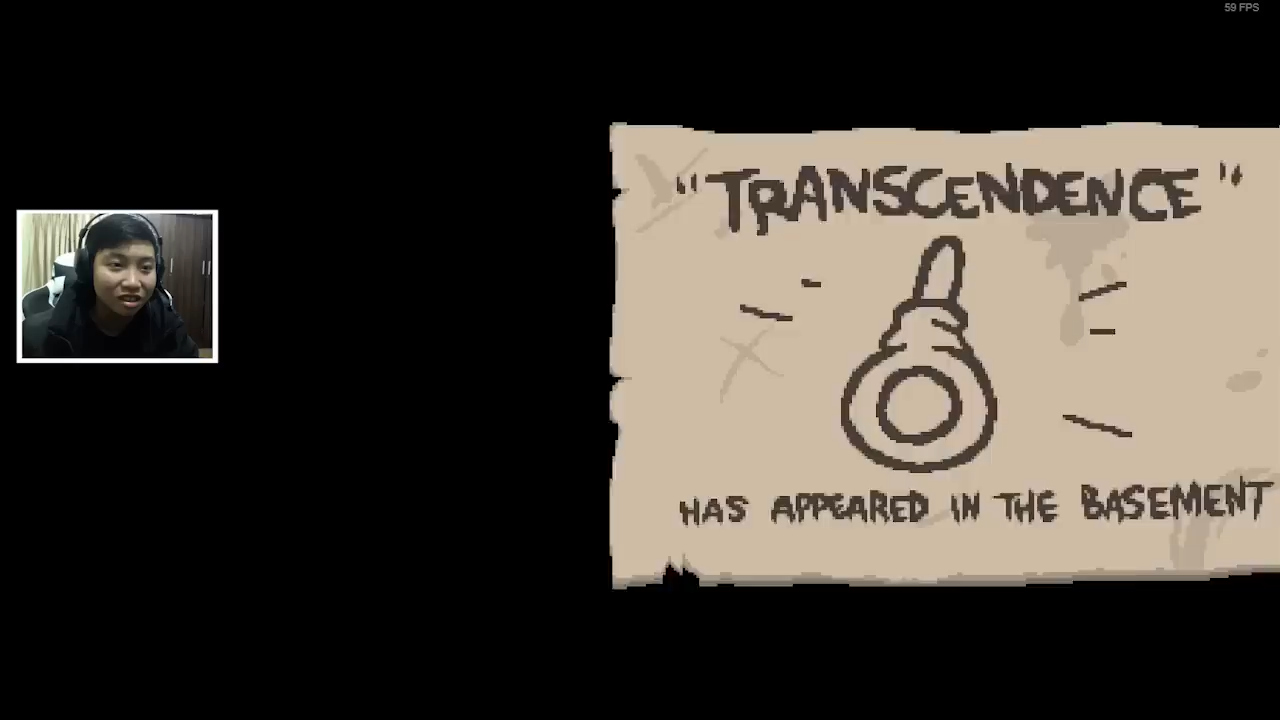 59 FPS
"TRANSCENDENCE"
HAS APPEARED IN THE BASEMENT